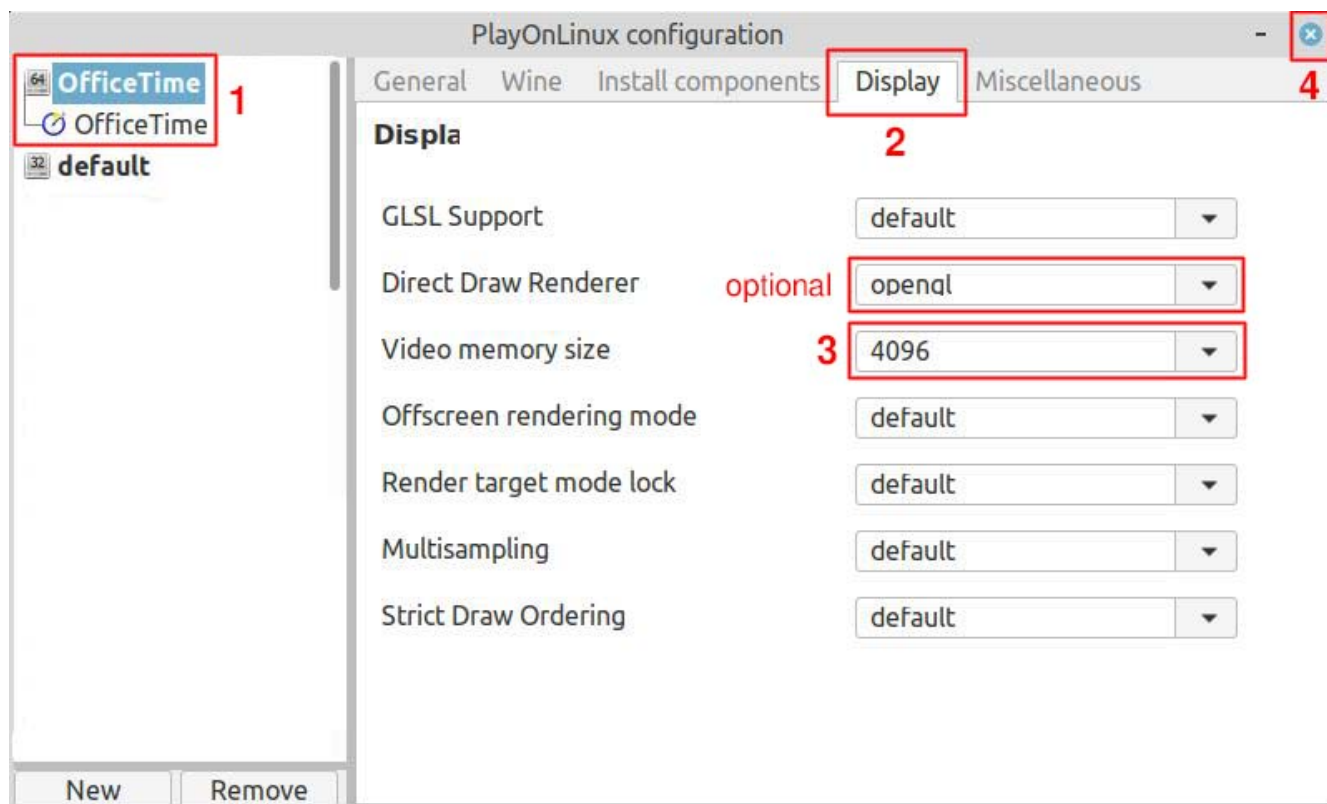 PlayOnLinux configuration - 
64 OfficeTime 1
OfficeTime
32 default
General Wine Install components Display Miscellaneous 4
2
Displa
GLSL Support default
Direct Draw Renderer optional opengl
Video memory size 3 4096
Offscreen rendering mode default
Render target mode lock default
Multisampling default
Strict Draw Ordering default
New Remove